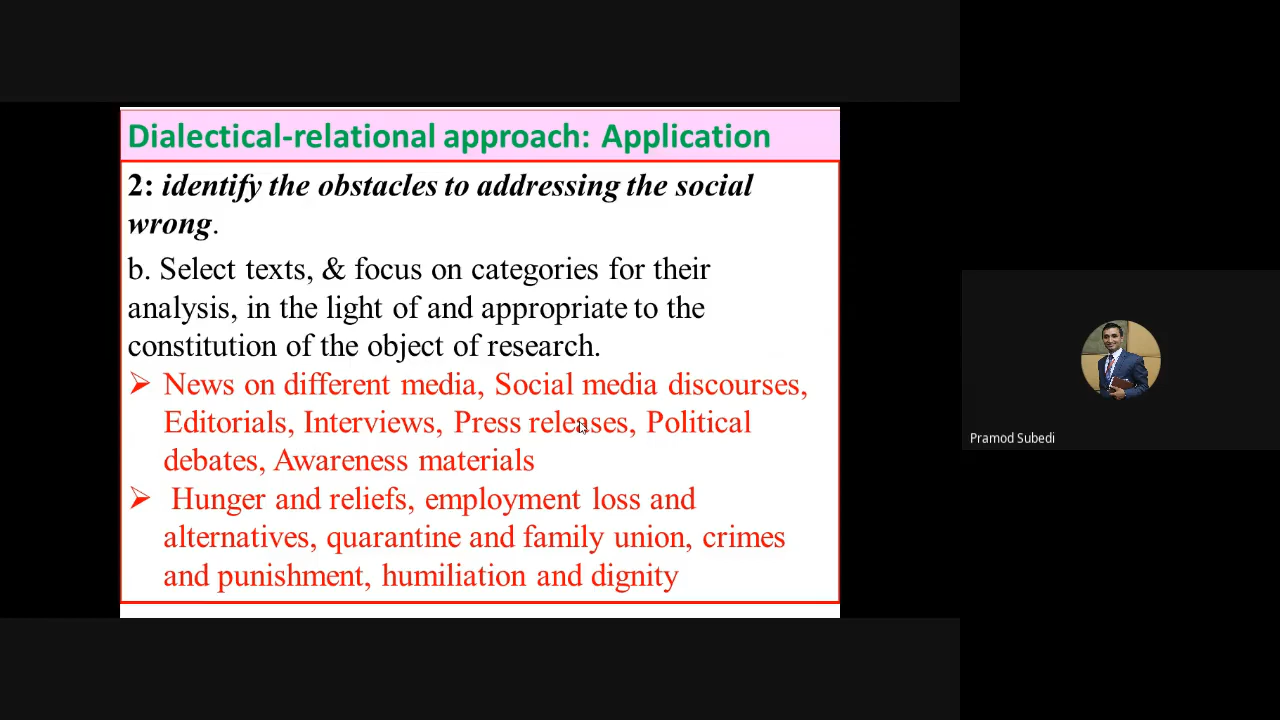 Dialectical-relational approach: Application
2: identify the obstacles to addressing the social
wrong.
b. Select texts, & focus on categories for their
analysis, in the light of and appropriate to the
constitution of the object of research.
➢ News on different media, Social media discourses,
Editorials, Interviews, Press releases, Political
debates, Awareness materials
➢ Hunger and reliefs, employment loss and
alternatives, quarantine and family union, crimes
and punishment, humiliation and dignity
Pramod Subedi